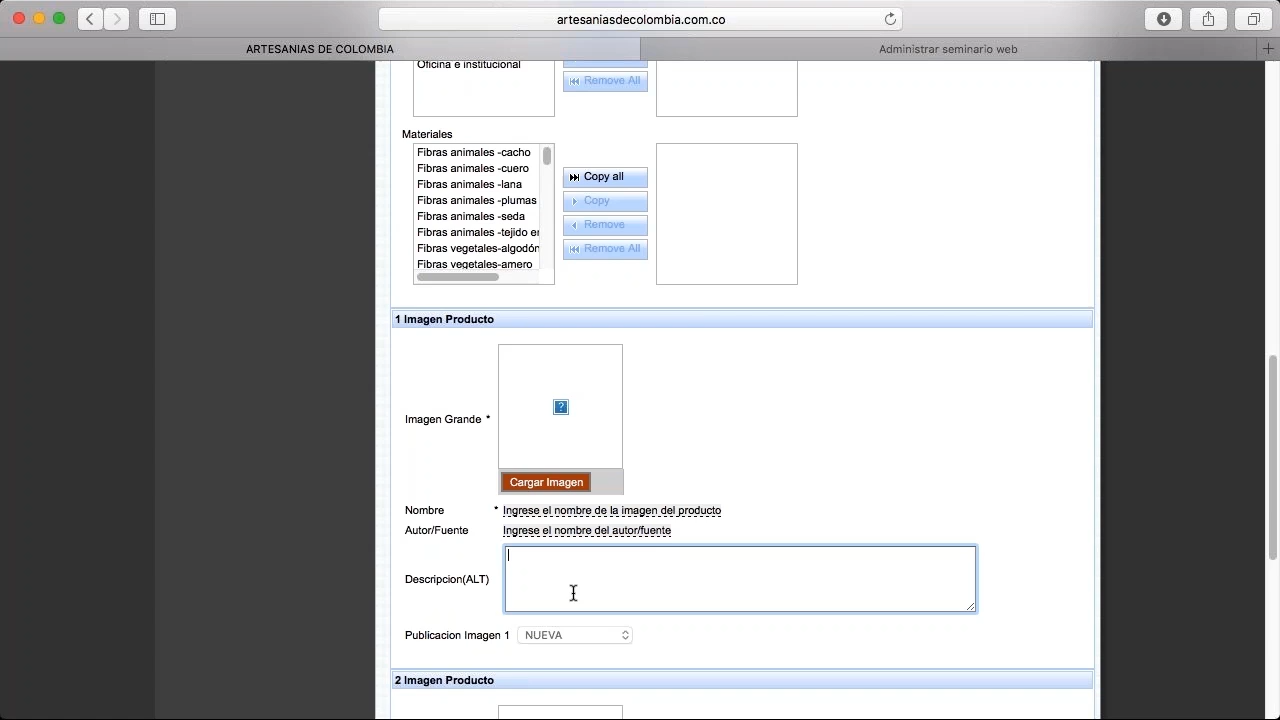 artesaniasdecolombia.com.co
ARTESANIAS DE COLOMBIA
Administrar seminario web
Oficina e institucional
Remove All
Materiales
Fibras animales -cacho
Fibras animales -cuero
Fibras animales -lana
Fibras animales -plumas
Fibras animales -seda
Fibras animales -tejido en
Fibras vegetales-algodón
Fibras vegetales-amero
Copy all
Copy
Remove
Remove All
1 Imagen Producto
?
Imagen Grande *
Cargar Imagen
Nombre * Ingrese el nombre de la imagen del producto
Autor/Fuente Ingrese el nombre del autor/fuente
Descripcion(ALT)
Publicacion Imagen 1 NUEVA
2 Imagen Producto